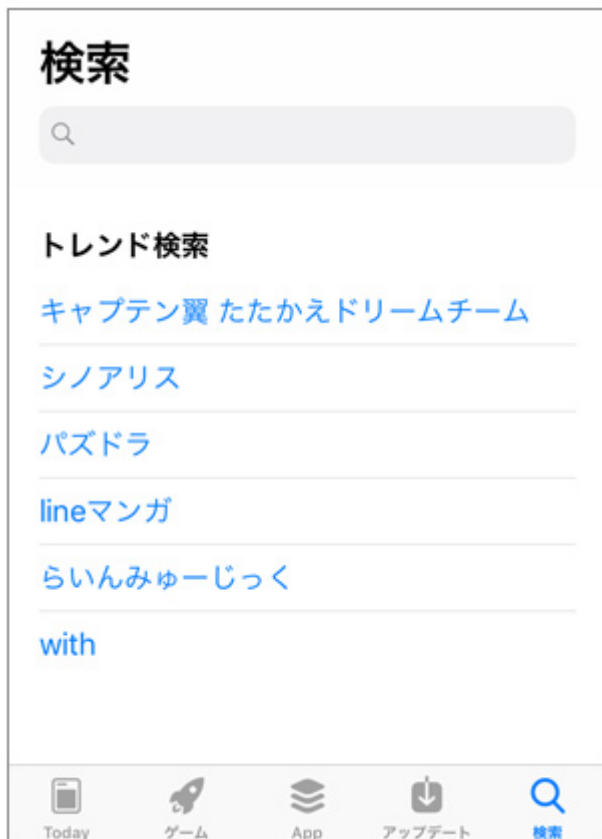 検索
トレンド検索
キャプテン翼 たたかえドリームチーム
シノアリス
パズドラ
lineマンガ
らいんみゅーじっく
with
Today
ゲーム
App
アップデート
検索